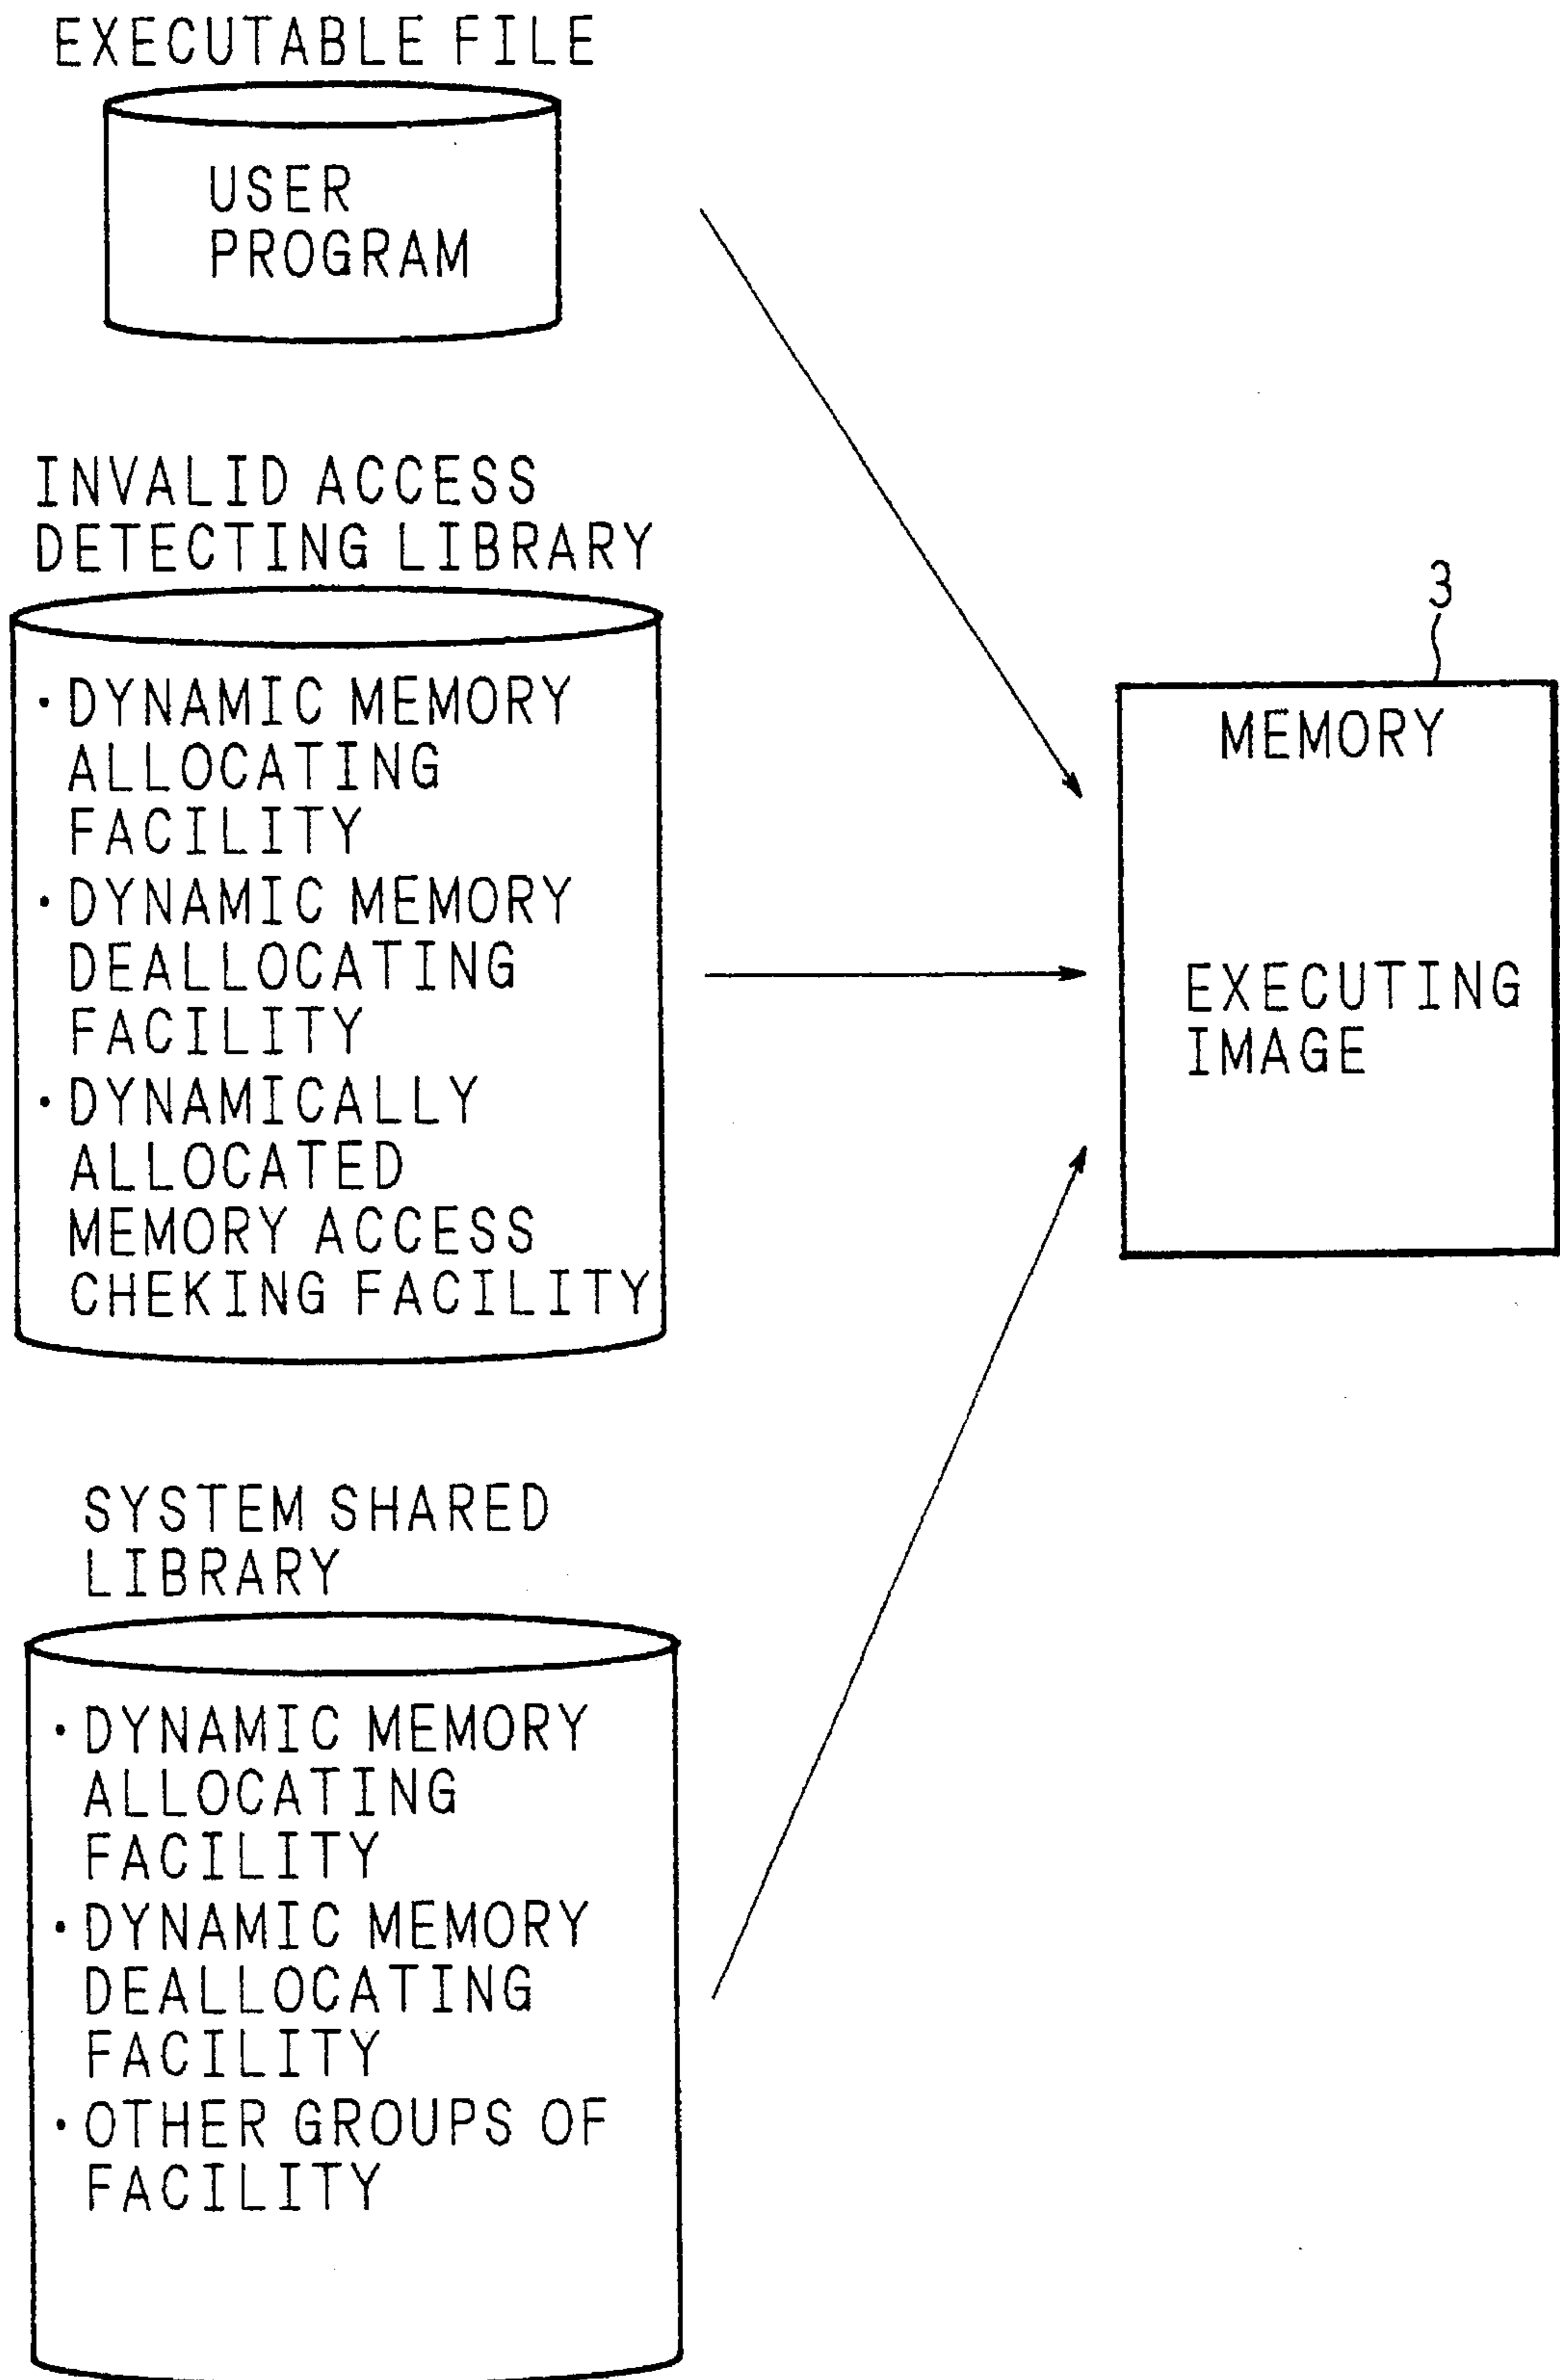 EXECUTABLE FILE
USER
PROGRAM
INVALID ACCESS
DETECTING LIBRARY
·DYNAMIC MEMORY
ALLOCATING
FACILITY
·DYNAMIC MEMORY
DEALLOCATING
FACILITY
·DYNAMICALLY
ALLOCATED
MEMORY ACCESS
CHEKING FACILITY
3
MEMORY
EXECUTING
IMAGE
SYSTEM SHARED
LIBRARY
·DYNAMIC MEMORY
ALLOCATING
FACILITY
·DYNAMIC MEMORY
DEALLOCATING
FACILITY
·OTHER GROUPS OF
FACILITY